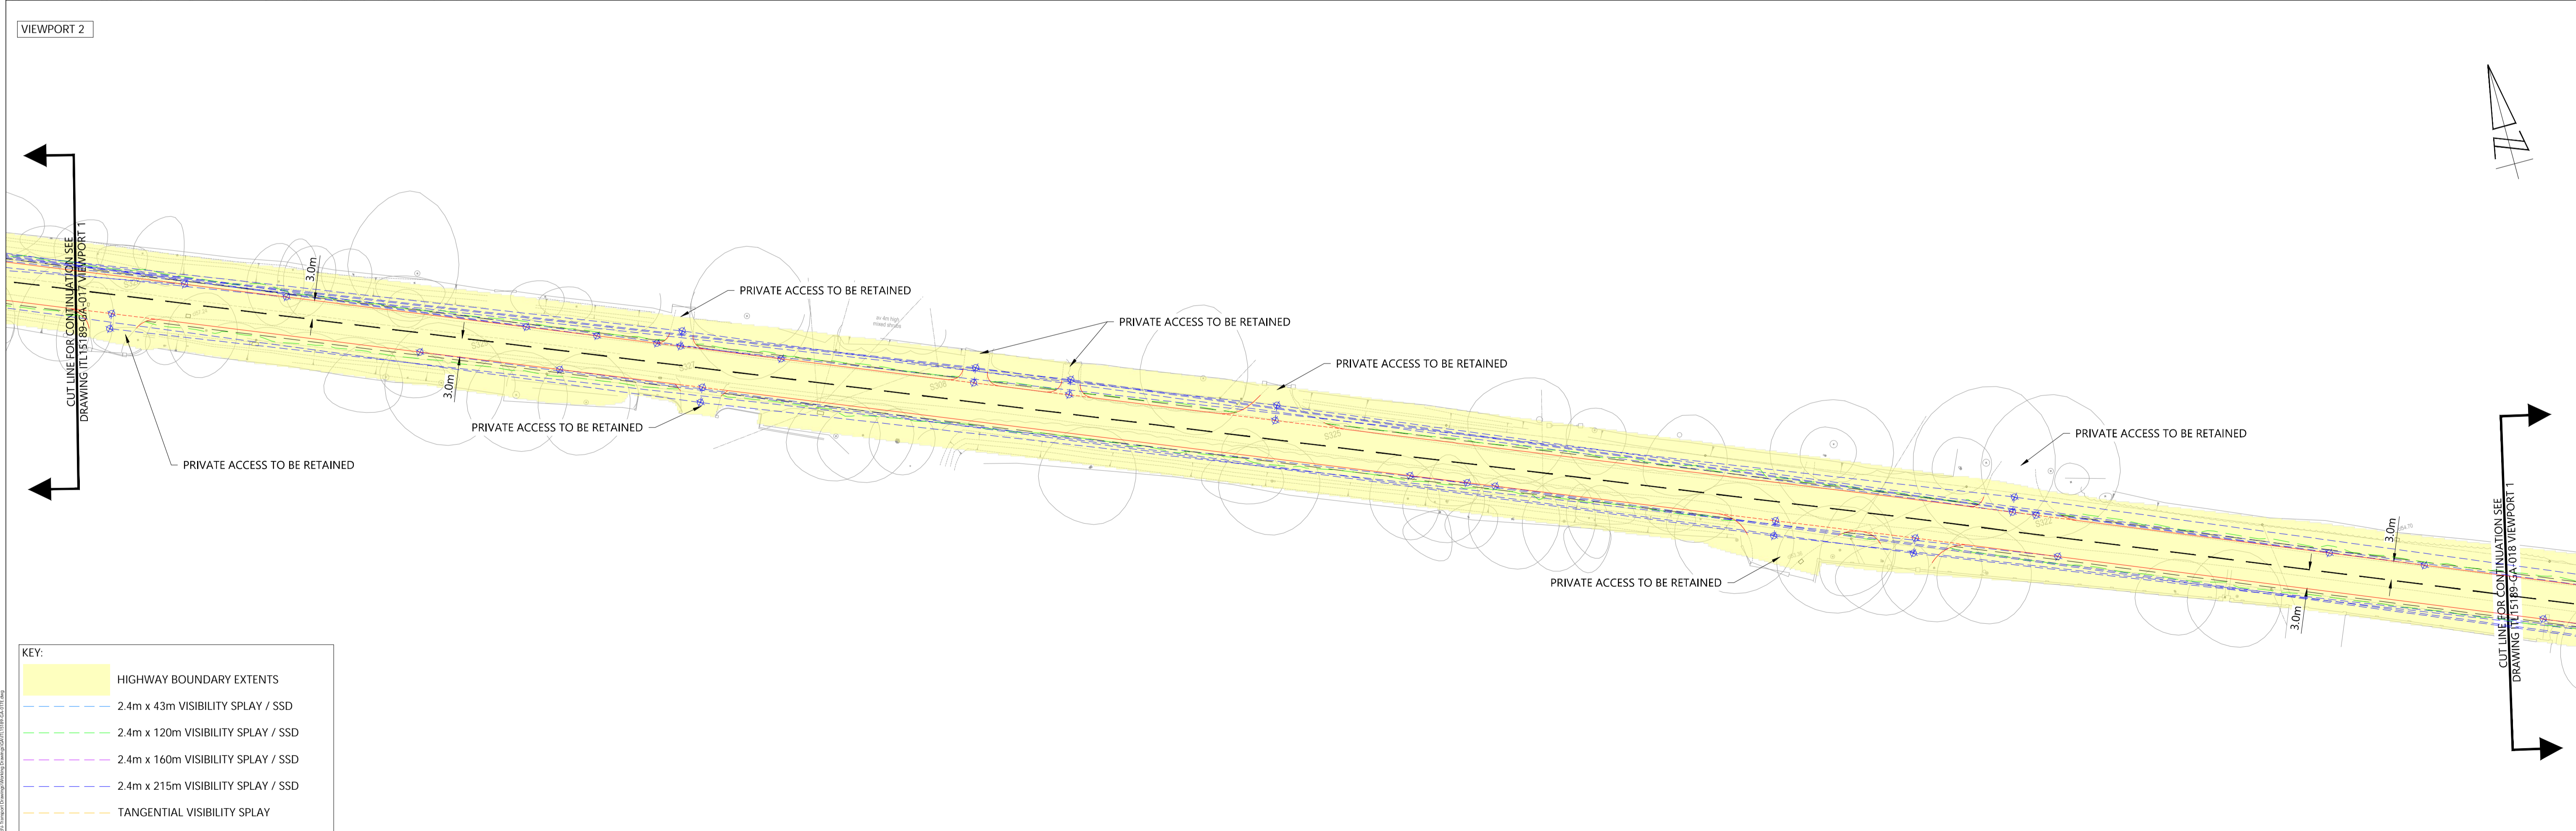 VIEWPORT 2
CUT LINE FOR CONTINUATION SEE
DRAWING ITL15189-GA-017 VIEWPORT 1
3.0m
3.0m
PRIVATE ACCESS TO BE RETAINED
PRIVATE ACCESS TO BE RETAINED
PRIVATE ACCESS TO BE RETAINED
PRIVATE ACCESS TO BE RETAINED
PRIVATE ACCESS TO BE RETAINED
PRIVATE ACCESS TO BE RETAINED
PRIVATE ACCESS TO BE RETAINED
mixed shrubs
S308
S325
S322
3.0m
3.0m
CUT LINE FOR CONTINUATION SEE
DRAWING ITL15189-GA-018 VIEWPORT 1
KEY:
HIGHWAY BOUNDARY EXTENTS
2.4m x 43m VISIBILITY SPLAY / SSD
2.4m x 120m VISIBILITY SPLAY / SSD
2.4m x 160m VISIBILITY SPLAY / SSD
2.4m x 215m VISIBILITY SPLAY / SSD
TANGENTIAL VISIBILITY SPLAY